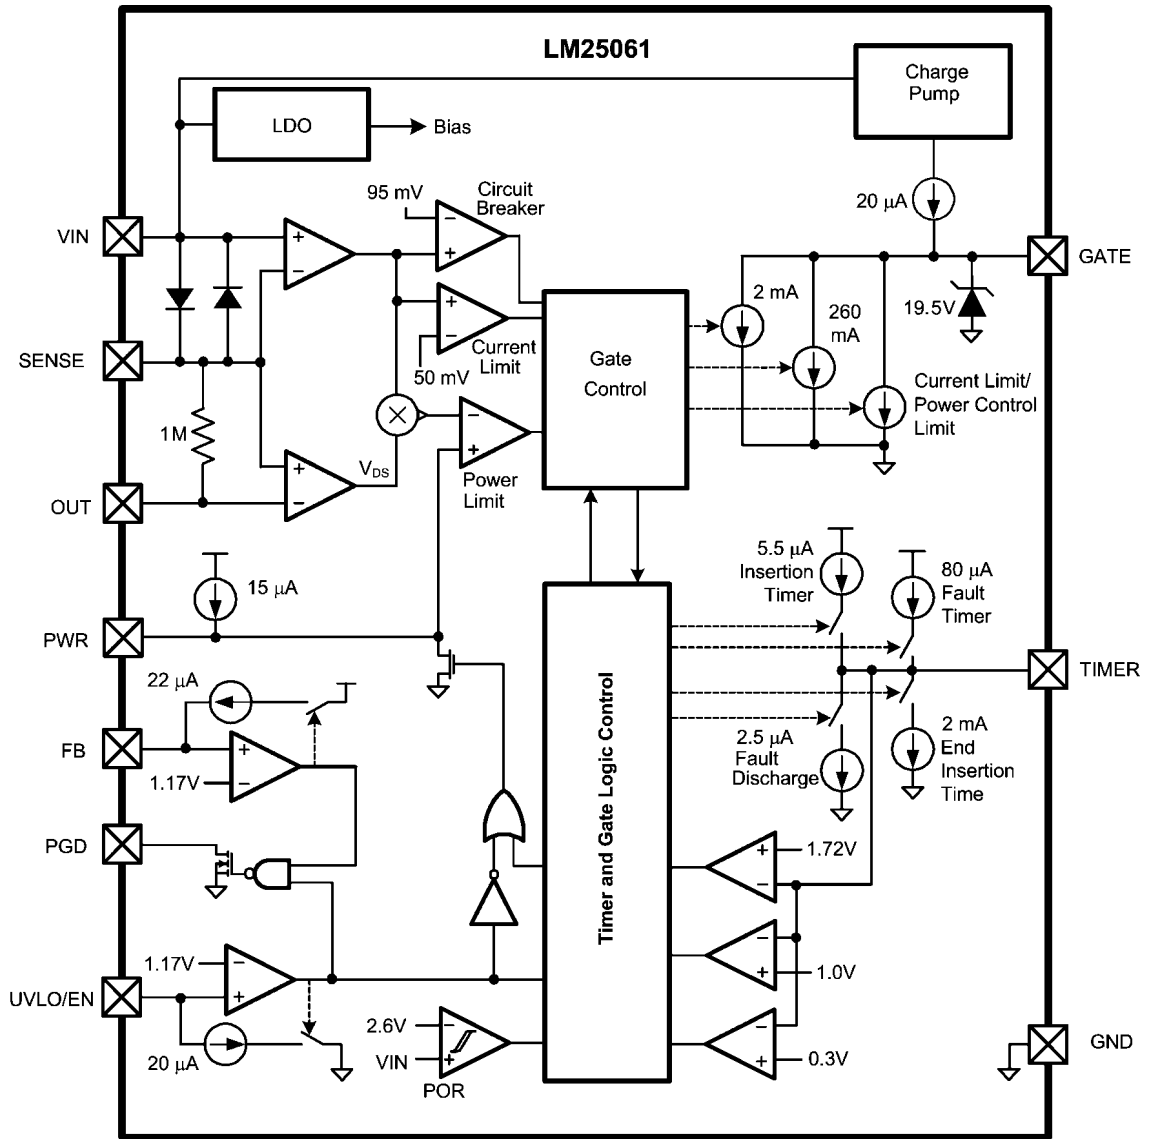 LM25061
Charge
Pump
LDO
Bias
20 μA
95 mV
Circuit
Breaker
VIN
+
−
−
+
GATE
2 mA
260
mA
19.5V
+
−
Current
Limit
50 mV
SENSE
Gate
Control
Current Limit/
Power Control
Limit
1M
×
−
+
Power
Limit
VDS
+
−
OUT
15 μA
PWR
5.5 μA
Insertion
Timer
80 μA
Fault
Timer
TIMER
22 μA
FB
+
−
1.17V
Timer and Gate Logic Control
2.5 μA
Fault
Discharge
2 mA
End
Insertion
Time
PGD
+
1.72V
−
−
+
1.0V
1.17V
−
+
UVLO/EN
20 μA
2.6V
−
VIN
+
POR
−
+
0.3V
GND